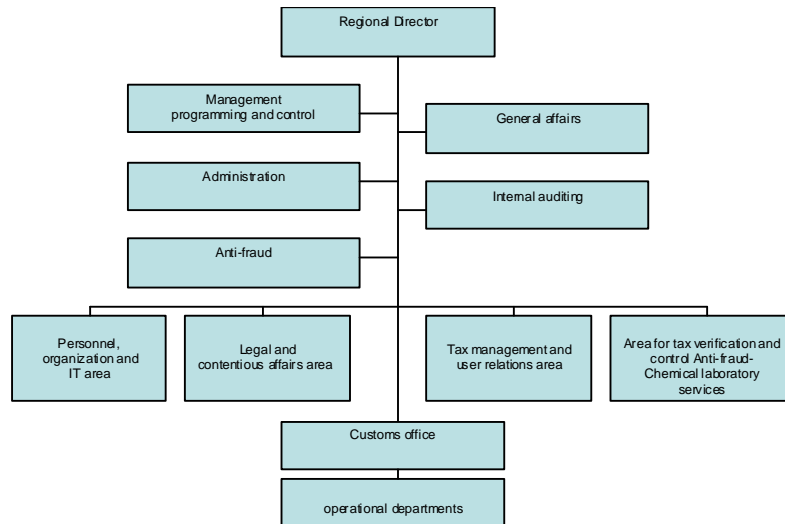 Regional Director
Management
programming and control
General affairs
Administration
Internal auditing
Anti-fraud
Personnel,
organization and
IT area
Legal and
contentious affairs area
Tax management and
user relations area
Area for tax verification and
control Anti-fraud-
Chemical laboratory
services
Customs office
operational departments